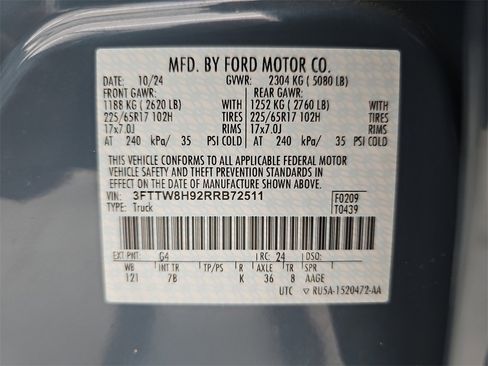 MFD. BY FORD MOTOR CO.
DATE: 10/24 GVWR: 2304 KG ( 5080 LB)
FRONT GAWR: REAR GAWR:
1188 KG ( 2620 LB) WITH 1252 KG ( 2760 LB) WITH
225/65R17 102H TIRES 225/65R17 102H TIRES
17x7.0J RIMS 17x7.0J RIMS
AT 240 kPa/ 35 PSI COLD AT 240 kPa/ 35 PSI COLD
THIS VEHICLE CONFORMS TO ALL APPLICABLE FEDERAL MOTOR
VEHICLE SAFETY AND THEFT PREVENTION STANDARDS
IN EFFECT ON THE DATE OF MANUFACTURE SHOWN ABOVE.
VIN: 3FTTW8H92RRB72511 F0209
TYPE: Truck T0439
EXT PNT: G4 RC: 24 DSO:
WB INT TR TP/PS R AXLE TR SPR
121 7B K 36 8 AAGE
UTC RU5A-1520472-AA